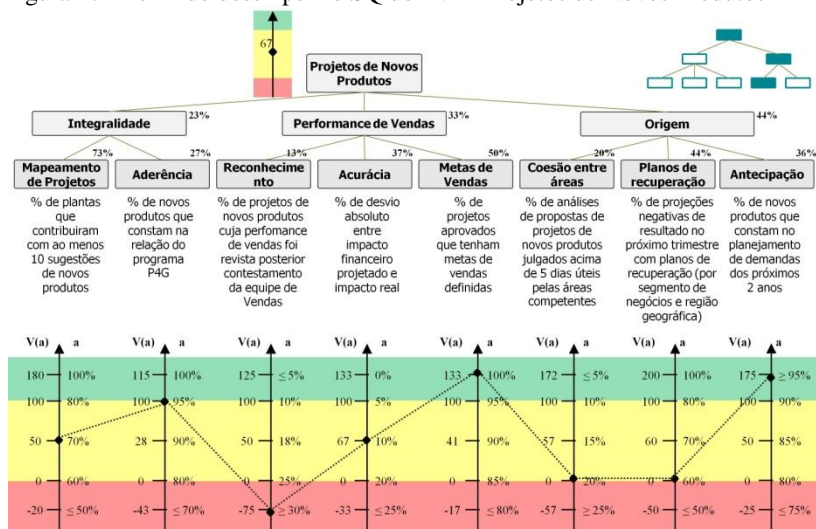 67
Projetos de Novos
Produtos
Integralidade
23%
Performance de Vendas
33%
Origem
44%
73%
27%
13%
37%
50%
20%
44%
36%
Mapeamento
de Projetos
Aderência
Reconhecime
nto
Acurácia
Metas de
Vendas
Coesão entre
áreas
Planos de
recuperação
Antecipação
% de plantas
que
contribuiram
com ao menos
10 sugestões
de novos
produtos
% de novos
produtos que
constam na
relação do
programa
P4G
% de projetos de
novos produtos
cuja perfomance
de vendas foi
revista posterior
contestamento
da equipe de
Vendas
% de desvio
absoluto
entre
impacto
financeiro
projetado e
impacto real
% de
projetos
aprovados
que tenham
metas de
vendas
definidas
% de análises
de propostas de
projetos de
novos produtos
julgados acima
de 5 dias úteis
pelas áreas
competentes
% de projeções
negativas de
resultado no
próximo trimestre
com planos de
recuperação (por
segmento de
negócios e região
geográfica)
% de novos
produtos que
constam no
planejamento
de demandas
dos próximos
2 anos
V(a) a V(a) a V(a) a V(a) a V(a) a V(a) a V(a) a V(a) a
180 100% 115 100% 125 ≤ 5% 133 0% 133 100% 172 ≤ 5% 200 100% 175 ≥ 95%
100 80% 100 95% 100 10% 100 5% 100 95% 100 10% 100 80% 100 90%
50 70% 28 90% 50 18% 67 10% 41 90% 57 15% 60 70% 50 85%
0 60% 0 80% 0 25% 0 20% 0 85% 0 20% 0 60% 0 80%
-20 ≤ 50% -43 ≤ 70% -75 ≥ 30% -33 ≤ 25% -17 ≤ 80% -57 ≥ 25% -50 ≤ 50% -25 ≤ 75%